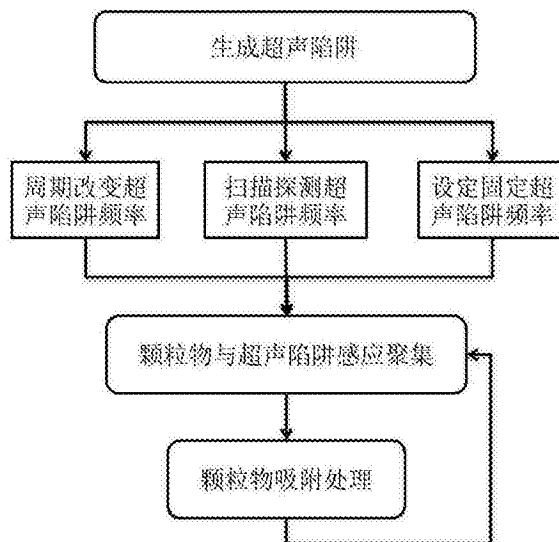 生成超声陷阱
周期改变超
声陷阱频率
扫描探测超
声陷阱频率
设定固定超
声陷阱频率
颗粒物与超声陷阱感应聚集
颗粒物吸附处理